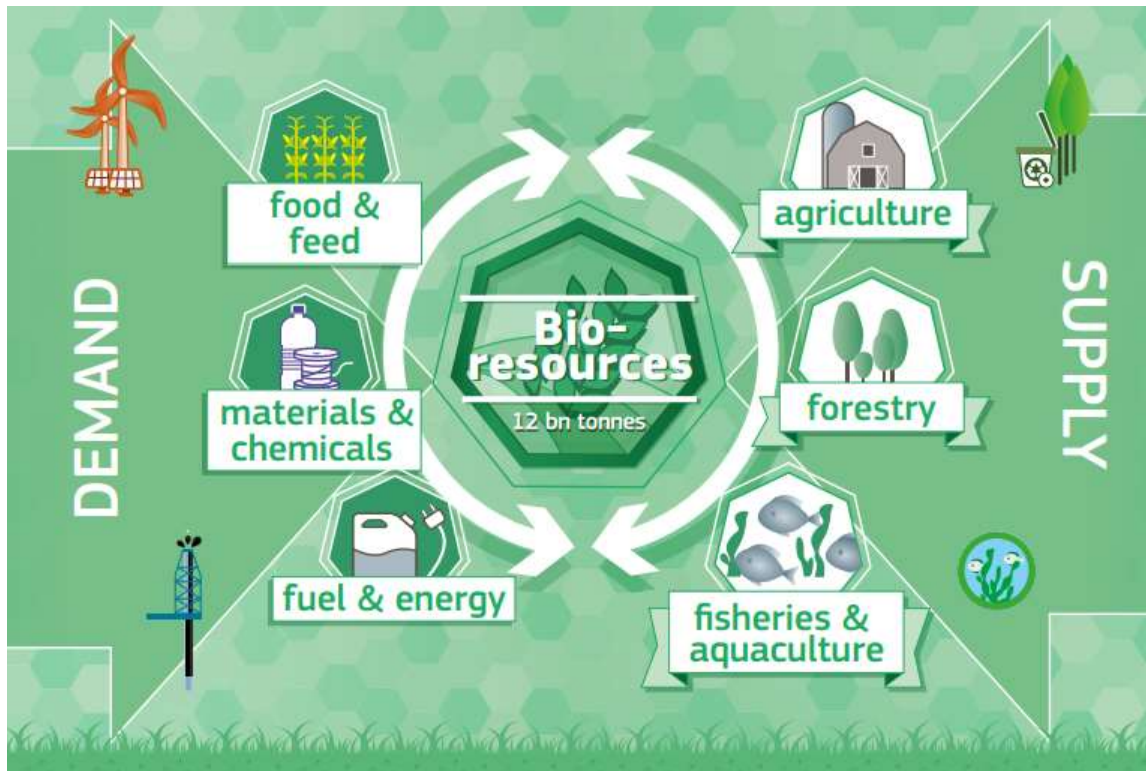 DEMAND
food &
feed
materials &
chemicals
fuel & energy
Bio-
resources
12 bn tonnes
agriculture
forestry
fisheries &
aquaculture
SUPPLY